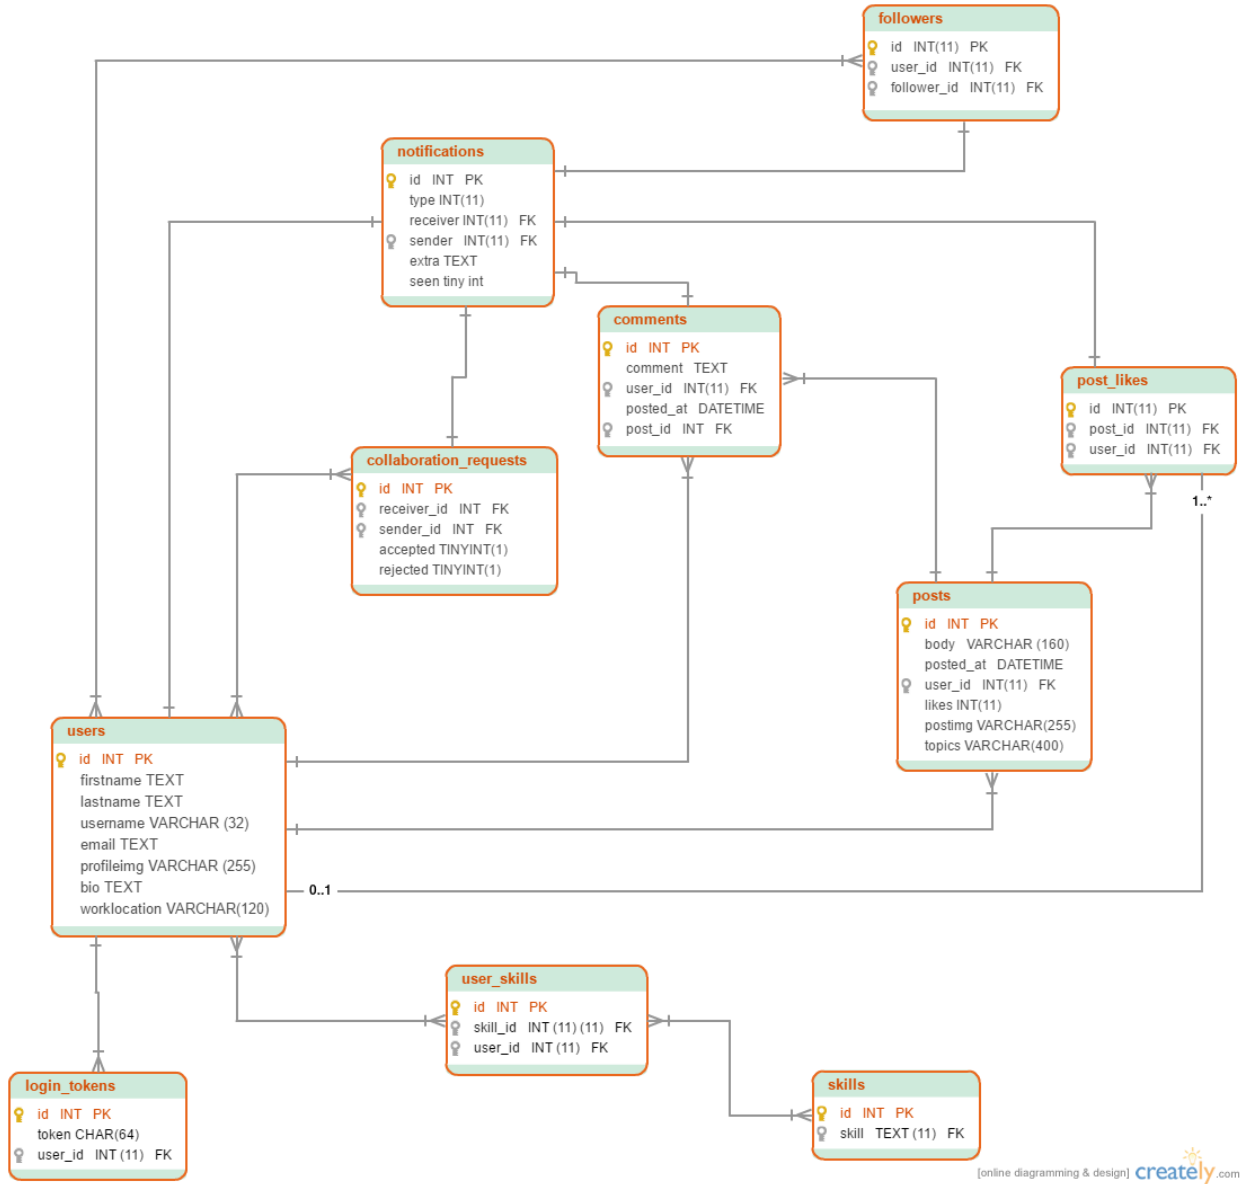 followers
id INT(11) PK
user_id INT(11) FK
follower_id INT(11) FK
notifications
id INT PK
type INT(11)
receiver INT(11) FK
sender INT(11) FK
extra TEXT
seen tiny int
comments
id INT PK
comment TEXT
user_id INT(11) FK
posted_at DATETIME
post_id INT FK
post_likes
id INT(11) PK
post_id INT(11) FK
user_id INT(11) FK
1..*
collaboration_requests
id INT PK
receiver_id INT FK
sender_id INT FK
accepted TINYINT(1)
rejected TINYINT(1)
posts
id INT PK
body VARCHAR (160)
posted_at DATETIME
user_id INT(11) FK
likes INT(11)
postimg VARCHAR(255)
topics VARCHAR(400)
users
id INT PK
firstname TEXT
lastname TEXT
username VARCHAR (32)
email TEXT
profileimg VARCHAR (255)
bio TEXT
worklocation VARCHAR(120)
0..1
user_skills
id INT PK
skill_id INT (11) (11) FK
user_id INT (11) FK
login_tokens
id INT PK
token CHAR(64)
user_id INT (11) FK
skills
id INT PK
skill TEXT (11) FK
[online diagramming & design] creately.com